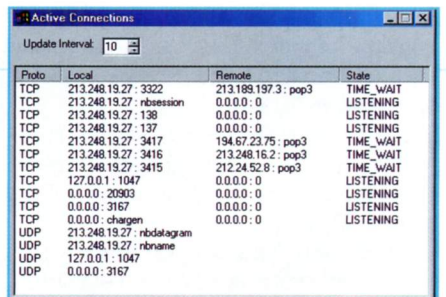 Active Connections
Update Interval: 10
Proto Local Remote State
TCP 213.248.19.27 : 3322 213.189.197.3 : pop3 TIME_WAIT
TCP 213.248.19.27 : nbsession 0.0.0.0 : 0 LISTENING
TCP 213.248.19.27 : 138 0.0.0.0 : 0 LISTENING
TCP 213.248.19.27 : 137 0.0.0.0 : 0 LISTENING
TCP 213.248.19.27 : 3417 194.67.23.75 : pop3 TIME_WAIT
TCP 213.248.19.27 : 3416 213.248.16.2 : pop3 TIME_WAIT
TCP 213.248.19.27 : 3415 212.24.52.8 : pop3 TIME_WAIT
TCP 127.0.0.1 : 1047 0.0.0.0 : 0 LISTENING
TCP 0.0.0.0 : 20903 0.0.0.0 : 0 LISTENING
TCP 0.0.0.0 : 3167 0.0.0.0 : 0 LISTENING
TCP 0.0.0.0 : chargen 0.0.0.0 : 0 LISTENING
UDP 213.248.19.27 : nbdatagram
UDP 213.248.19.27 : nbname
UDP 127.0.0.1 : 1047
UDP 0.0.0.0 : 3167